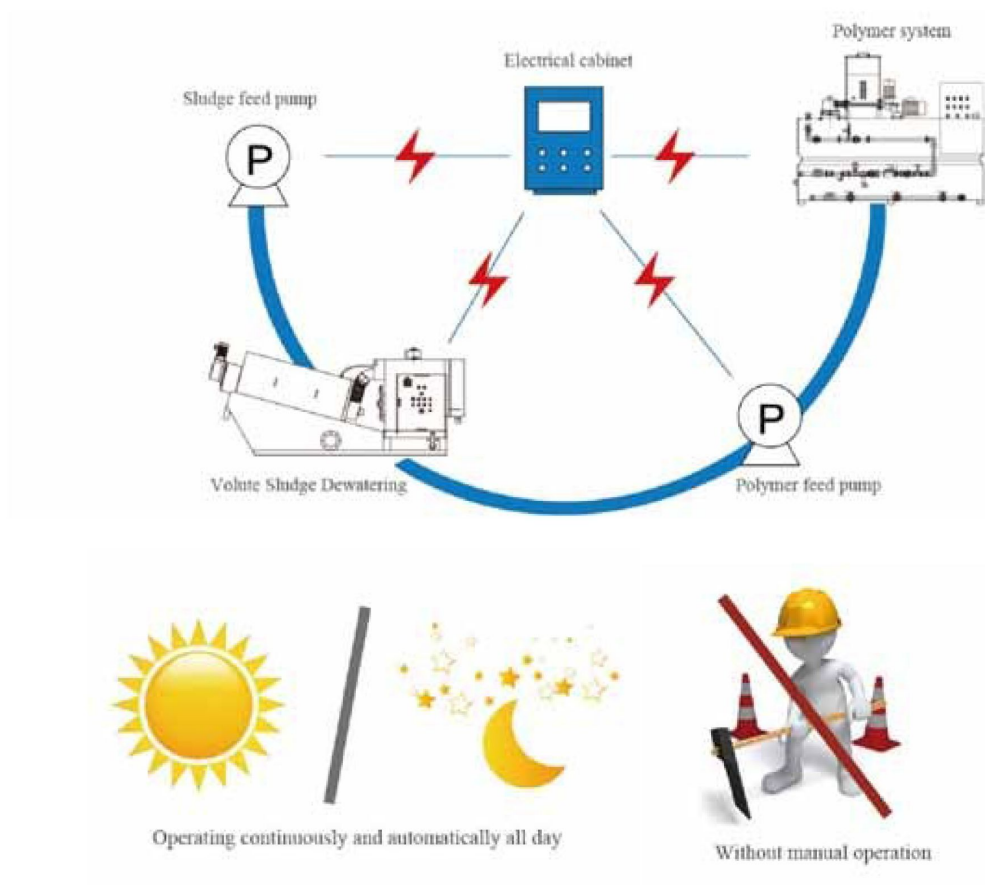 Polymer system
Electrical cabinet
Sludge feed pump
P
P
Volute Sludge Dewatering
Polymer feed pump
Operating continuously and automatically all day
Without manual operation